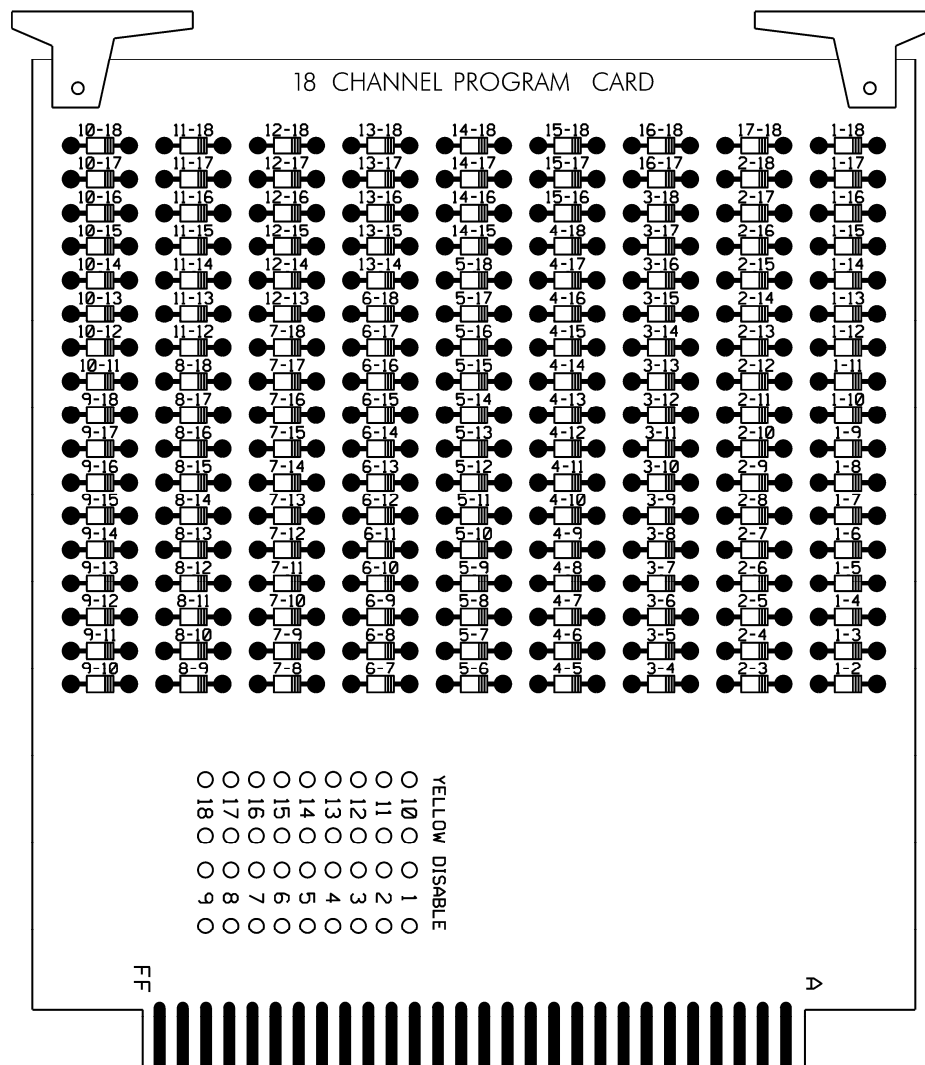 18 CHANNEL PROGRAM CARD
10-18 11-18 12-18 13-18 14-18 15-18 16-18 17-18 1-18
10-17 11-17 12-17 13-17 14-17 15-17 16-17 2-18 1-17
10-16 11-16 12-16 13-16 14-16 15-16 3-18 2-17 1-16
10-15 11-15 12-15 13-15 14-15 4-18 3-17 2-16 1-15
10-14 11-14 12-14 13-14 5-18 4-17 3-16 2-15 1-14
10-13 11-13 12-13 6-18 5-17 4-16 3-15 2-14 1-13
10-12 11-12 7-18 6-17 5-16 4-15 3-14 2-13 1-12
10-11 8-18 7-17 6-16 5-15 4-14 3-13 2-12 1-11
9-18 8-17 7-16 6-15 5-14 4-13 3-12 2-11 1-10
9-17 8-16 7-15 6-14 5-13 4-12 3-11 2-10 1-9
9-16 8-15 7-14 6-13 5-12 4-11 3-10 2-9 1-8
9-15 8-14 7-13 6-12 5-11 4-10 3-9 2-8 1-7
9-14 8-13 7-12 6-11 5-10 4-9 3-8 2-7 1-6
9-13 8-12 7-11 6-10 5-9 4-8 3-7 2-6 1-5
9-12 8-11 7-10 6-9 5-8 4-7 3-6 2-5 1-4
9-11 8-10 7-9 6-8 5-7 4-6 3-5 2-4 1-3
9-10 8-9 7-8 6-7 5-6 4-5 3-4 2-3 1-2
YELLOW DISABLE
10 1
11 2
12 3
13 4
14 5
15 6
16 7
17 8
18 9
FF
A